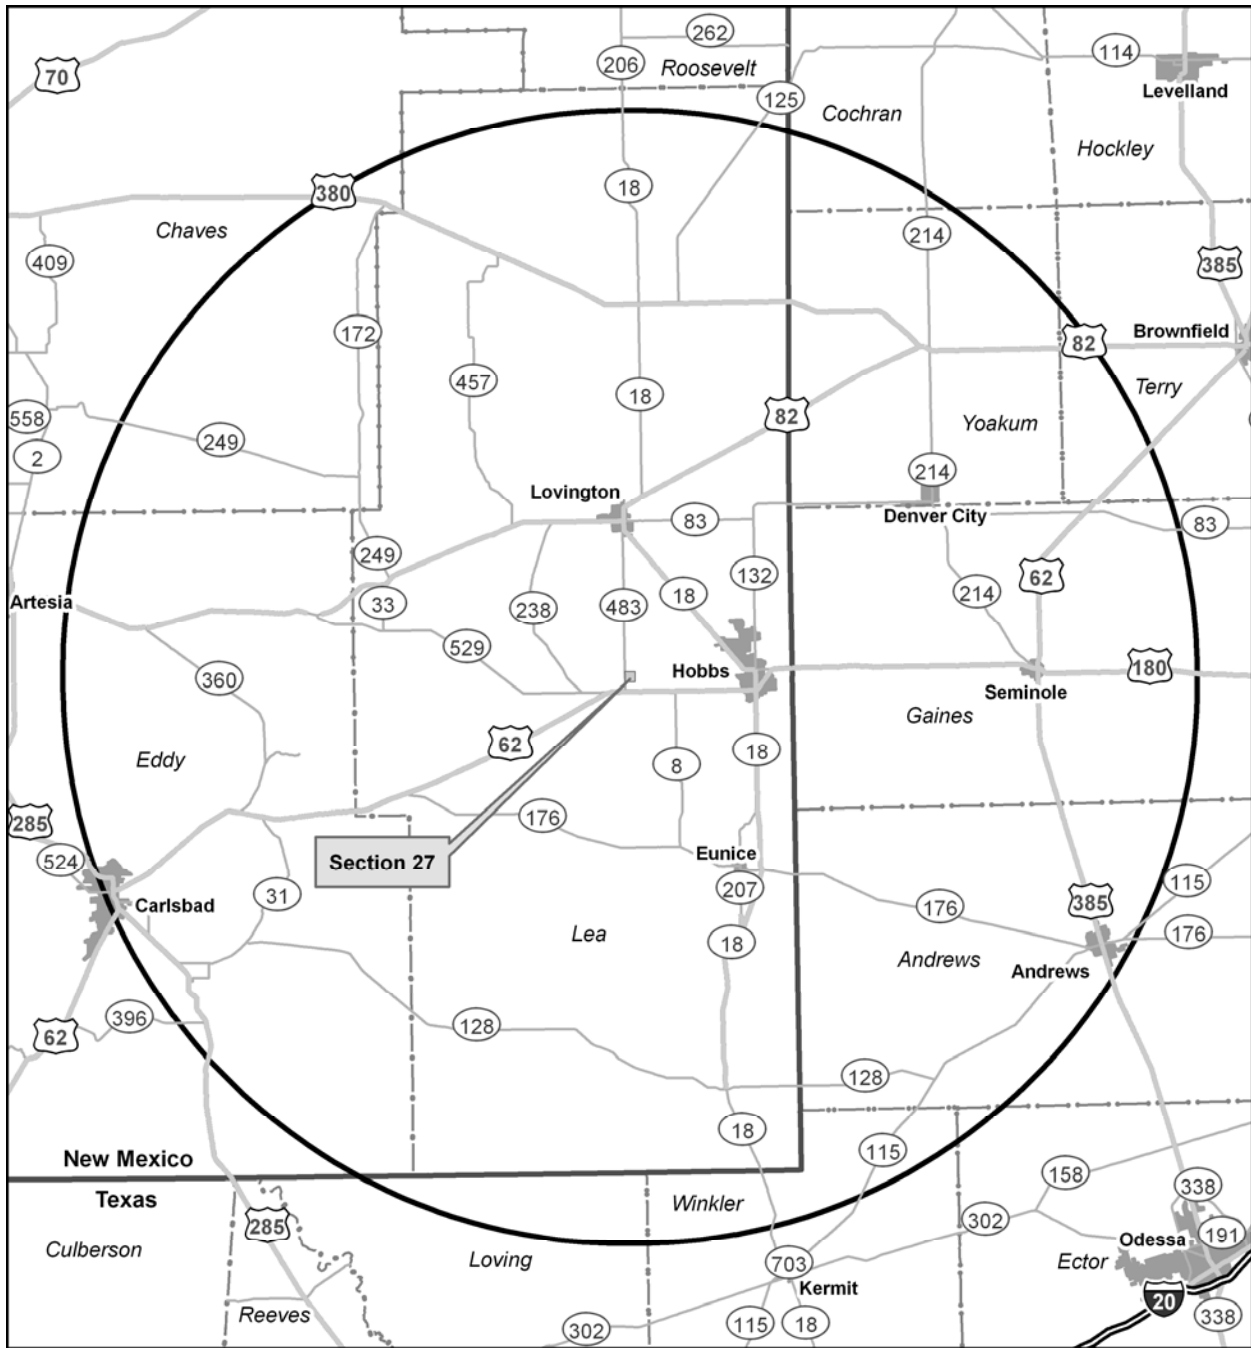 262
206
70
Roosevelt
114
Levelland
125
Cochran
Hockley
18
380
Chaves
214
409
385
172
Brownfield
82
457
Terry
18
82
558
Yoakum
249
2
214
Lovington
Denver City
83
83
249
132
62
Artesia
33
238
483
18
214
529
Hobbs
180
360
Seminole
Gaines
62
18
Eddy
8
176
285
Eunice
524
Section 27
115
207
31
385
Carlsbad
176
Lea
18
176
Andrews
Andrews
396
128
62
128
18
115
New Mexico
158
338
Texas
Winkler
302
285
191
Culberson
Odessa
Loving
703
Ector
Kermit
20
Reeves
302
115
18
338